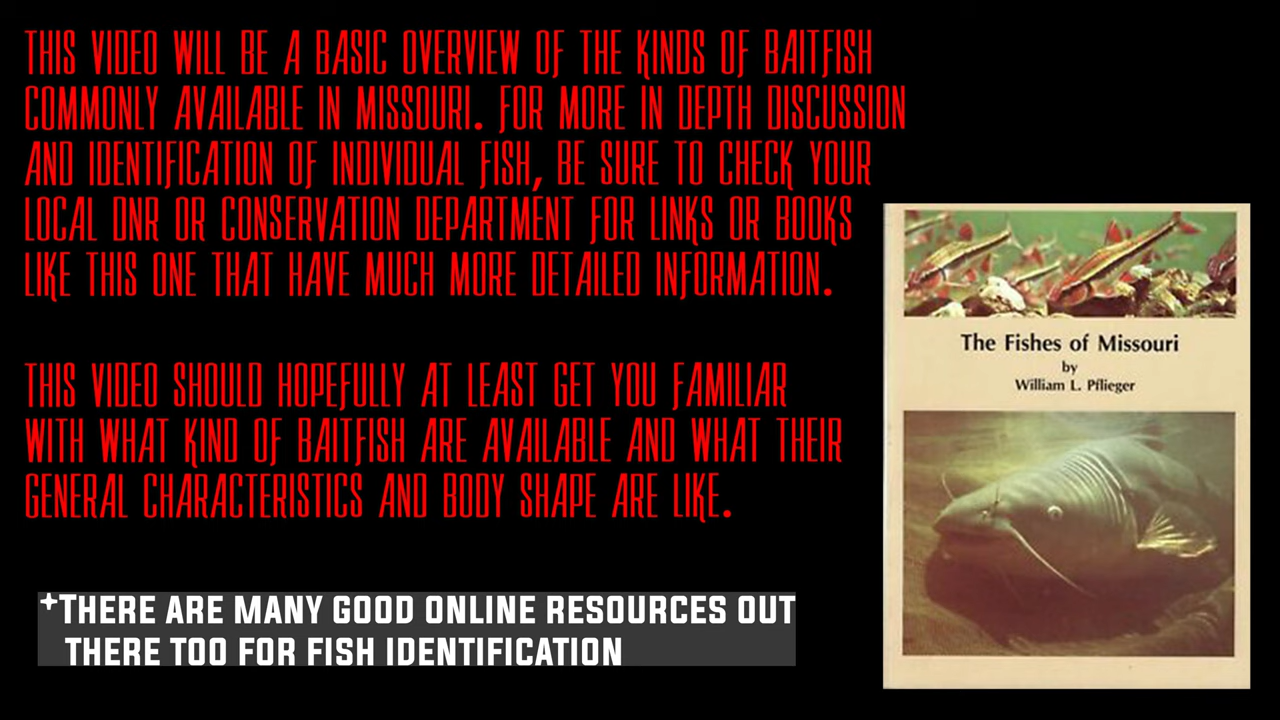 THIS VIDEO WILL BE A BASIC OVERVIEW OF THE KINDS OF BAITFISH
COMMONLY AVAILABLE IN MISSOURI. FOR MORE IN DEPTH DISCUSSION
AND IDENTIFICATION OF INDIVIDUAL FISH, BE SURE TO CHECK YOUR
LOCAL DNR OR CONSERVATION DEPARTMENT FOR LINKS OR BOOKS
LIKE THIS ONE THAT HAVE MUCH MORE DETAILED INFORMATION.
THIS VIDEO SHOULD HOPEFULLY AT LEAST GET YOU FAMILIAR
WITH WHAT KIND OF BAITFISH ARE AVAILABLE AND WHAT THEIR
GENERAL CHARACTERISTICS AND BODY SHAPE ARE LIKE.
+THERE ARE MANY GOOD ONLINE RESOURCES OUT
THERE TOO FOR FISH IDENTIFICATION
The Fishes of Missouri
by
William L. Pflieger